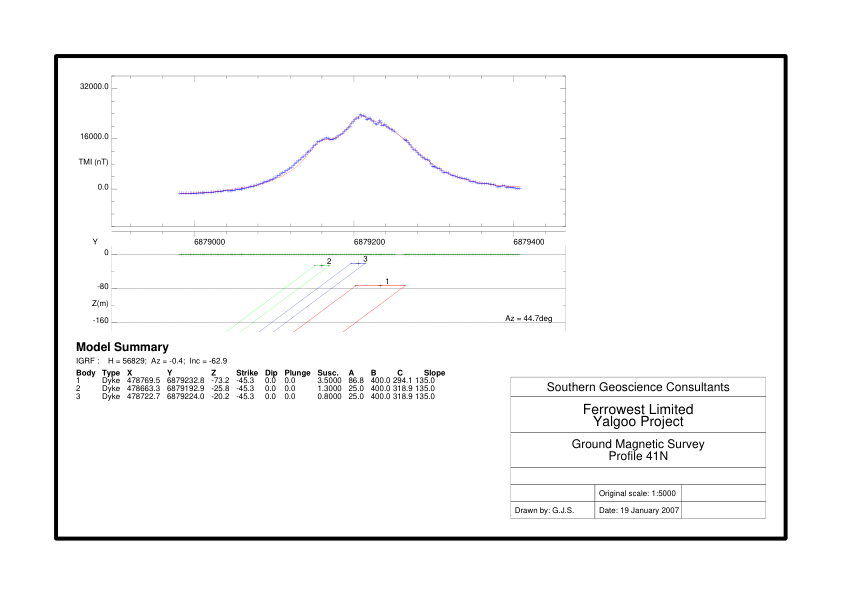 32000.0
16000.0
TMI (nT)
0.0
Y 6879000 6879200 6879400
0
2 3
1
-80
Z(m)
-160
Az = 44.7deg
Model Summary
IGRF : H = 56829; Az = -0.4; Inc = -62.9
Body Type X Y Z Strike Dip Plunge Susc. A B C Slope
1 Dyke 478769.5 6879232.8 -73.2 -45.3 0.0 0.0 3.5000 86.8 400.0 294.1 135.0
2 Dyke 478663.3 6879192.9 -25.8 -45.3 0.0 0.0 1.3000 25.0 400.0 318.9 135.0
3 Dyke 478722.7 6879224.0 -20.2 -45.3 0.0 0.0 0.8000 25.0 400.0 318.9 135.0
Southern Geoscience Consultants
Ferrowest Limited
Yalgoo Project
Ground Magnetic Survey
Profile 41N
Original scale: 1:5000
Drawn by: G.J.S. Date: 19 January 2007